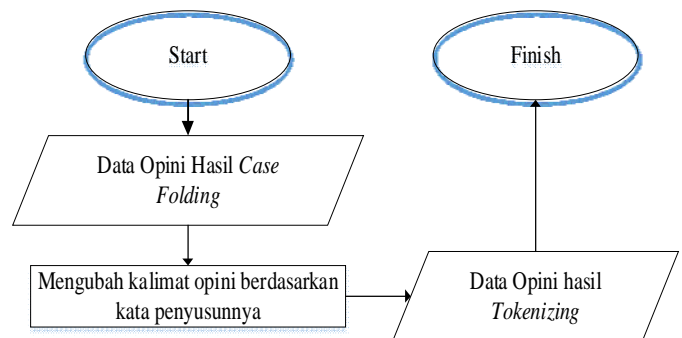 Start
Data Opini Hasil Case
Folding
Mengubah kalimat opini berdasarkan
kata penyusunnya
Data Opini hasil
Tokenizing
Finish